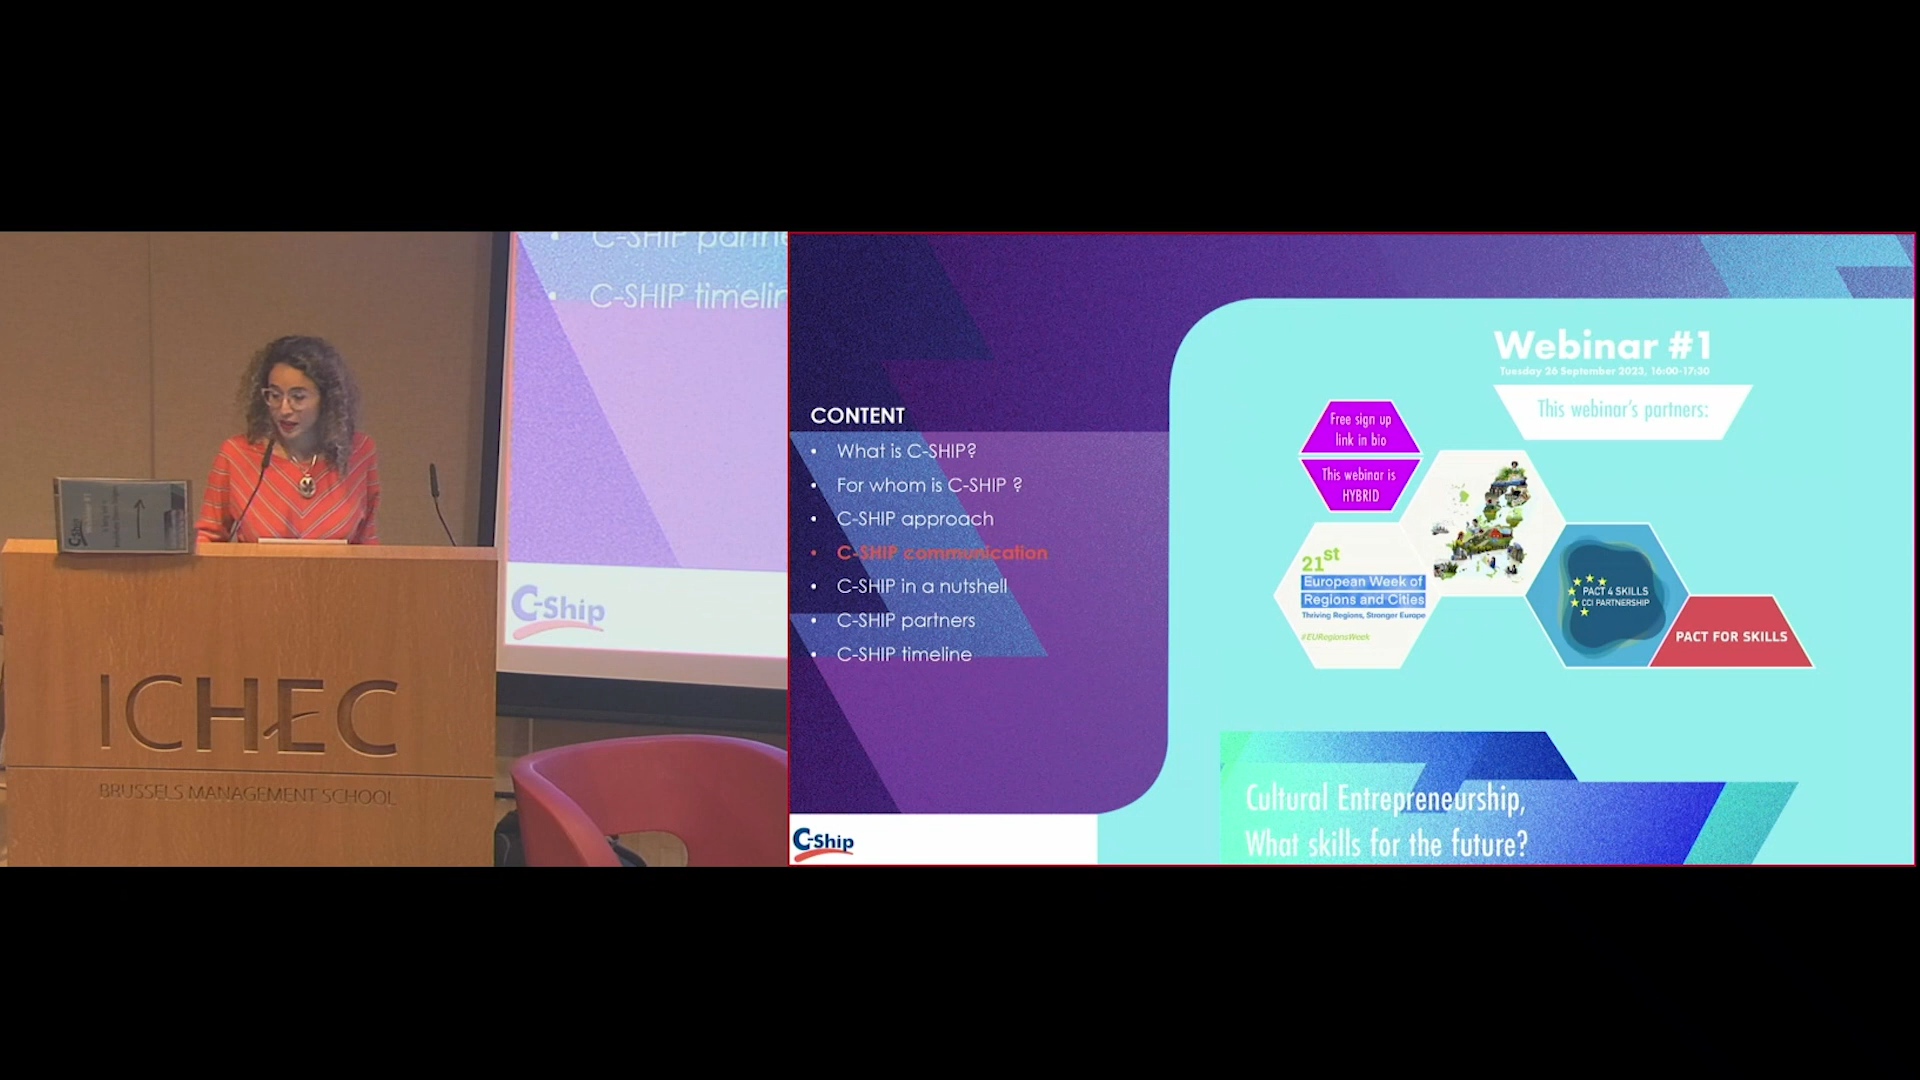 C-SHIP partne
C-SHIP timelin
C-Ship
ICHEC
BRUSSELS MANAGEMENT SCHOOL
C-Ship
CONTENT
• What is C-SHIP?
• For whom is C-SHIP ?
• C-SHIP approach
• C-SHIP communication
• C-SHIP in a nutshell
• C-SHIP partners
• C-SHIP timeline
C-Ship
Webinar #1
Tuesday 26 September 2023, 16:00-17:30
This webinar's partners:
Free sign up
link in bio
This webinar is
HYBRID
21st
European Week of
Regions and Cities
Thriving Regions, Stronger Europe
#EURegionsWeek
PACT 4 SKILLS
CCI PARTNERSHIP
PACT FOR SKILLS
Cultural Entrepreneurship,
What skills for the future?